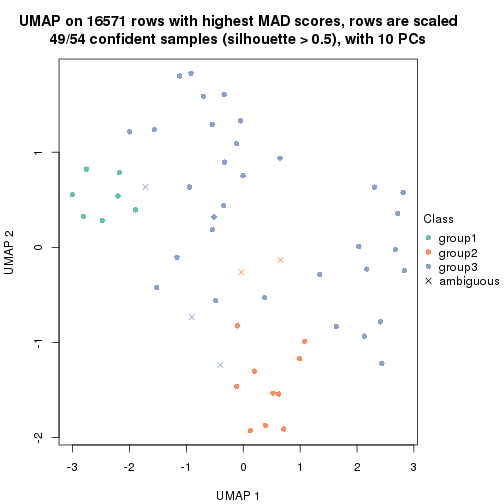 UMAP on 16571 rows with highest MAD scores, rows are scaled
49/54 confident samples (silhouette > 0.5), with 10 PCs
UMAP 2
1
0
-1
-2
-3
-2
-1
0
1
2
3
UMAP 1
Class
group1
group2
group3
ambiguous